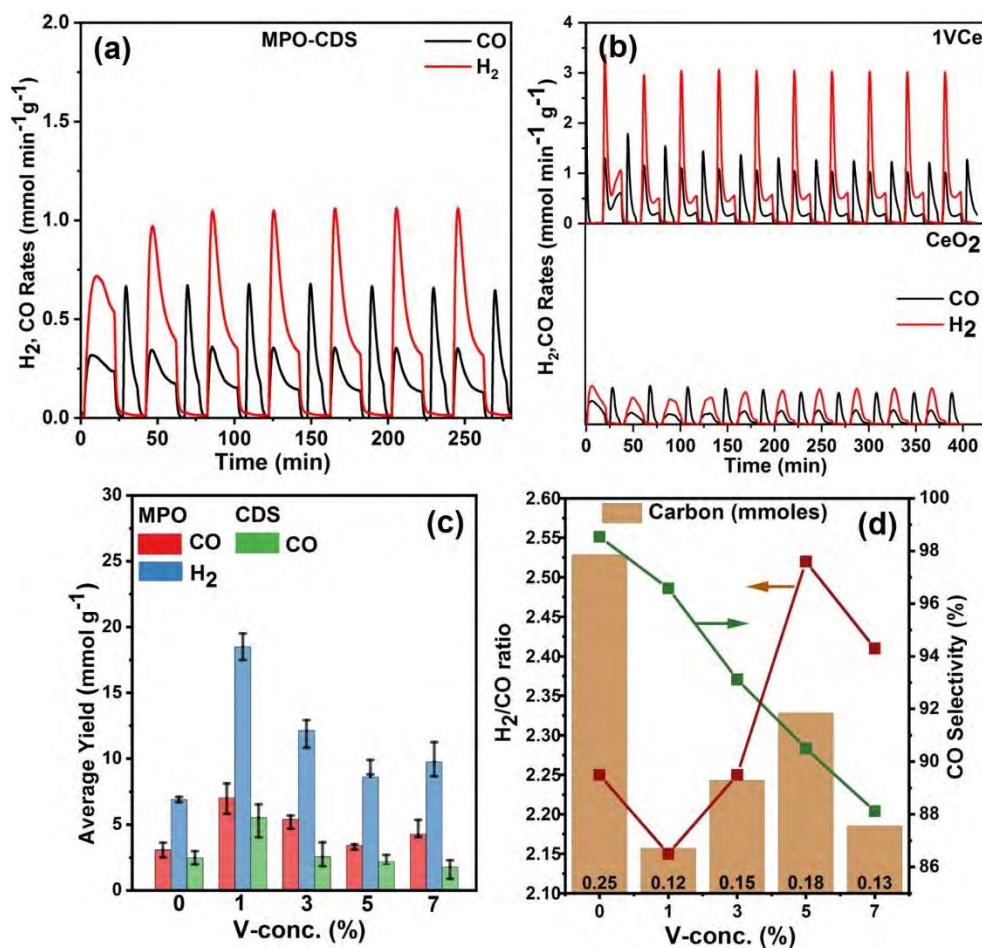 (a)
MPO-CDS
CO
H2
2.0
1.5
1.0
0.5
0.0
H2, CO Rates (mmol min-1g-1)
0 50 100 150 200 250
Time (min)
(b)
1VCe
4
3
2
1
0
CeO2
CO
H2
H2,CO Rates (mmol min-1 g-1)
0 50 100 150 200 250 300 350 400
Time (min)
(c)
MPO
CO
H2
CDS
CO
30
25
20
15
10
5
0
Average Yield (mmol g-1)
0 1 3 5 7
V-conc. (%)
(d)
Carbon (mmoles)
2.60
2.55
2.50
2.45
2.40
2.35
2.30
2.25
2.20
2.15
2.10
H2/CO ratio
100
98
96
94
92
90
88
86
CO Selectivity (%)
0.25 0.12 0.15 0.18 0.13
0 1 3 5 7
V-conc. (%)